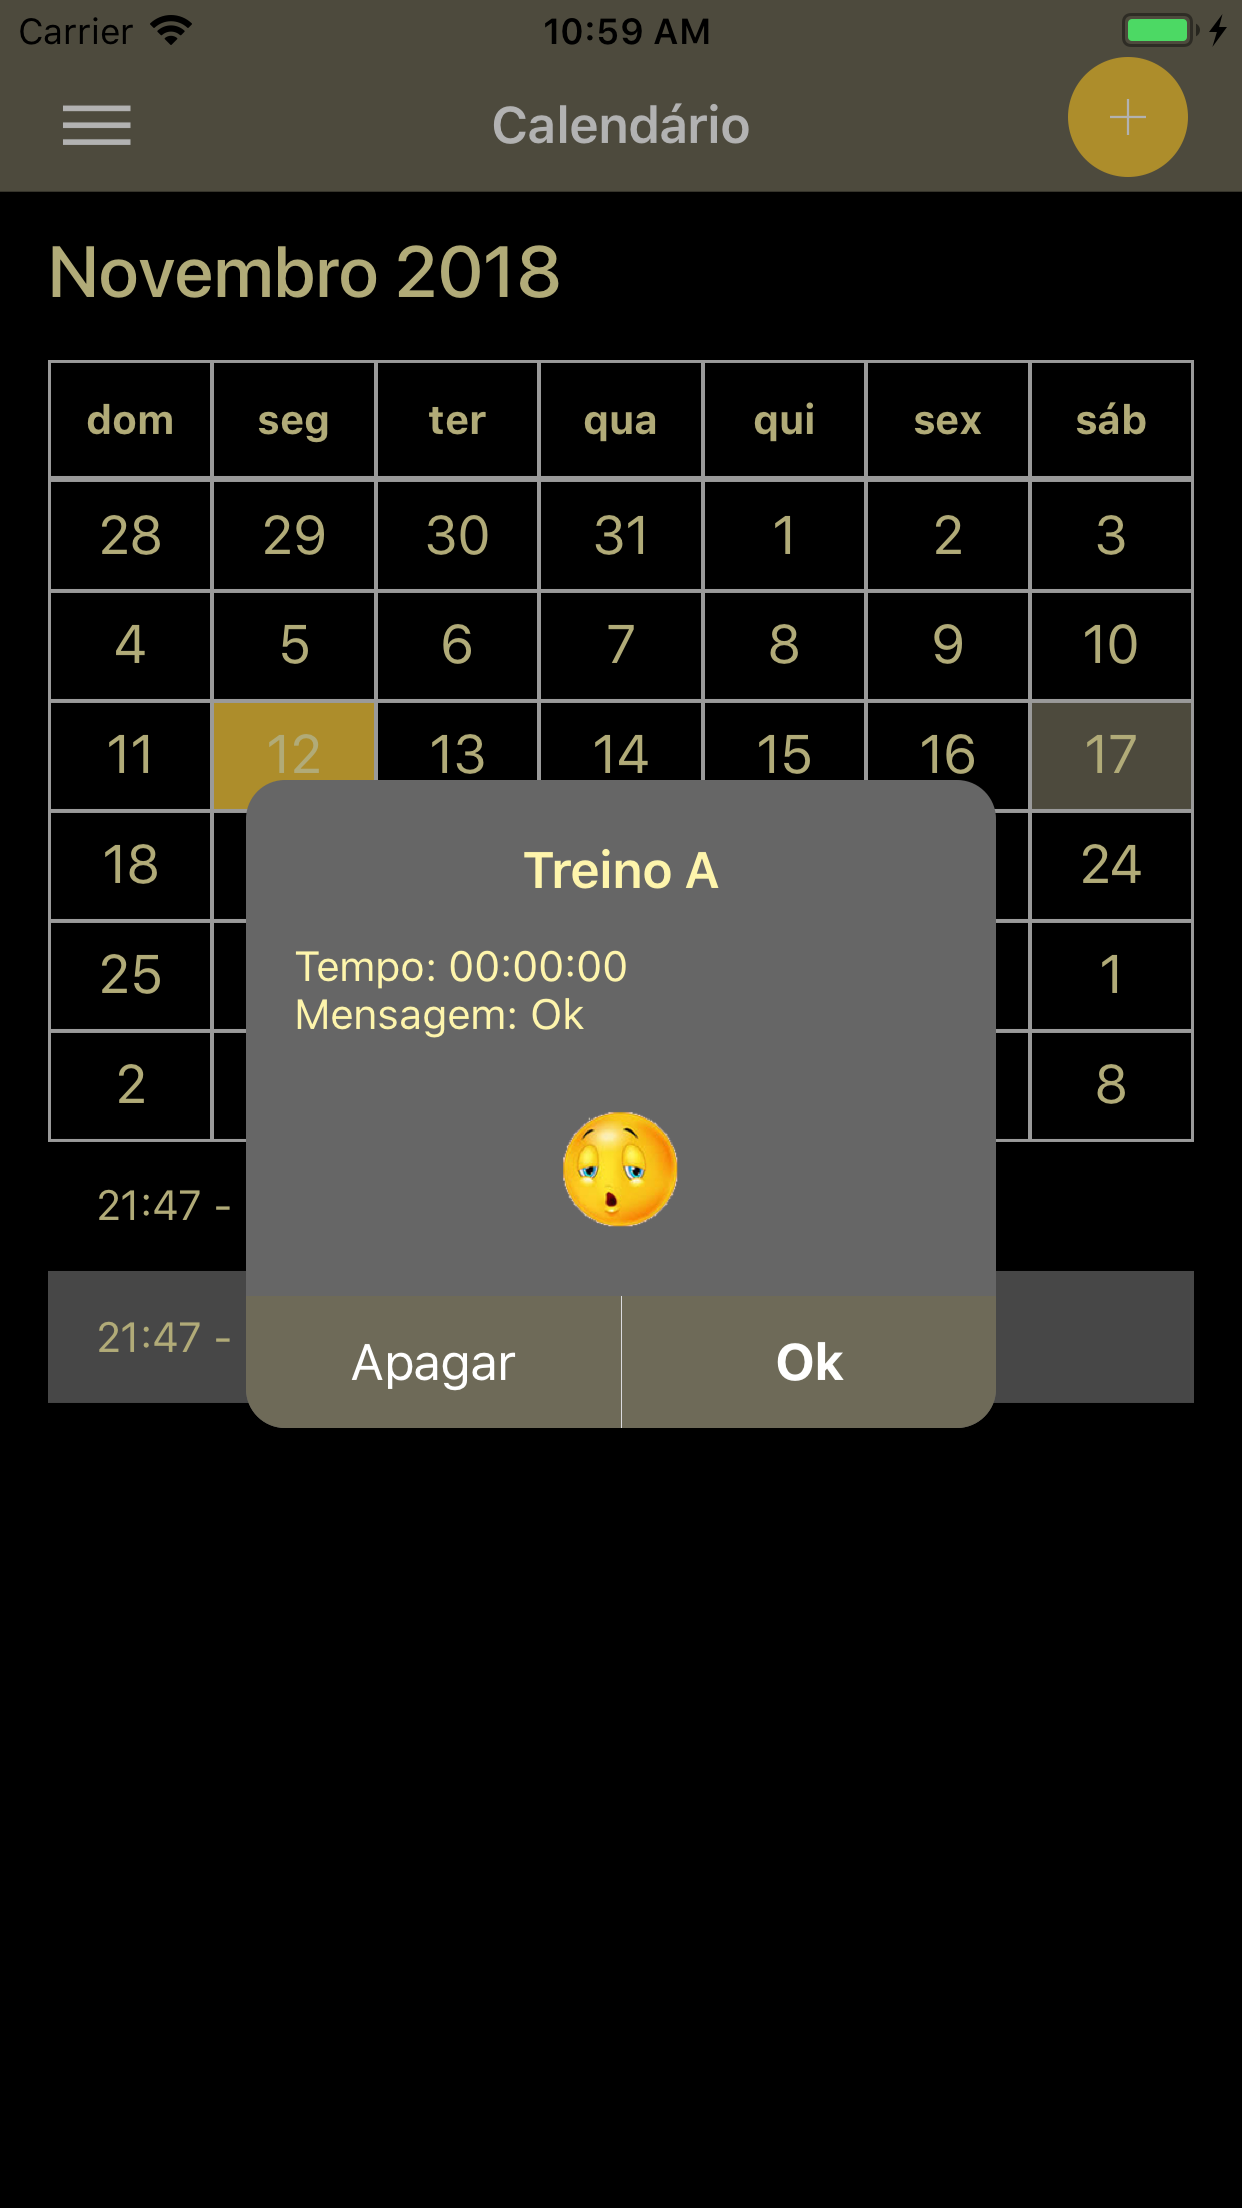 Carrier 10:59 AM
Calendário
Novembro 2018
dom seg ter qua qui sex sáb
28 29 30 31 1 2 3
4 5 6 7 8 9 10
11 12 13 14 15 16 17
18 24
25 1
2 8
Treino A
Tempo: 00:00:00
Mensagem: Ok
21:47 -
21:47 -
Apagar Ok